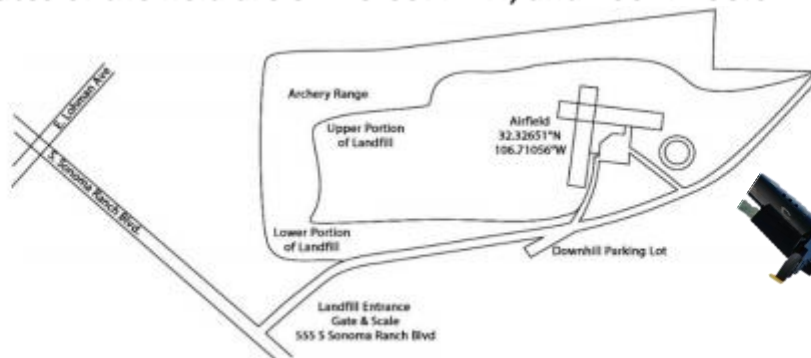 E. Lohman Ave
S. Sonoma Ranch Blvd.
Archery Range
Upper Portion
of Landfill
Airfield
32.32651°N
106.71056°W
Lower Portion
of Landfill
Downhill Parking Lot
Landfill Entrance
Gate & Scale
555 S Sonoma Ranch Blvd